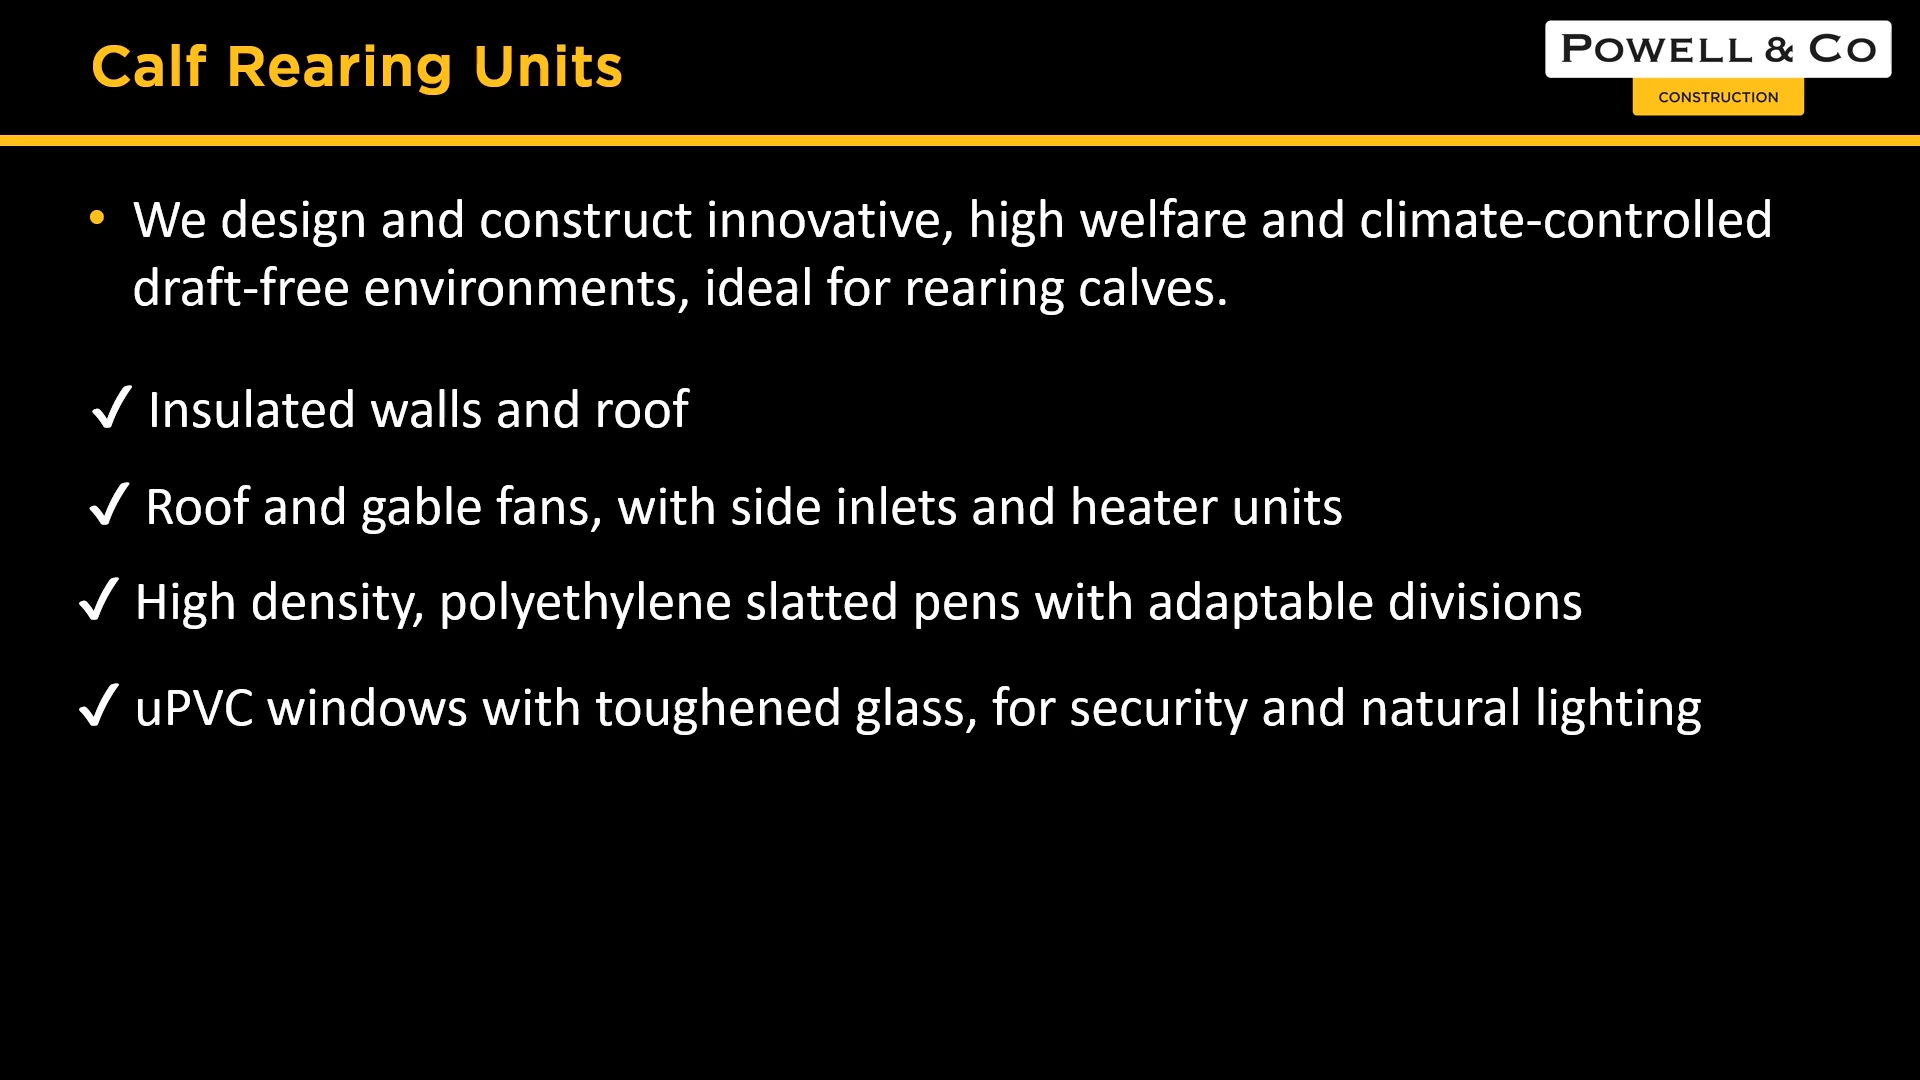 Calf Rearing Units
POWELL & CO
CONSTRUCTION
• We design and construct innovative, high welfare and climate-controlled
draft-free environments, ideal for rearing calves.
✓ Insulated walls and roof
✓ Roof and gable fans, with side inlets and heater units
✓ High density, polyethylene slatted pens with adaptable divisions
✓ uPVC windows with toughened glass, for security and natural lighting